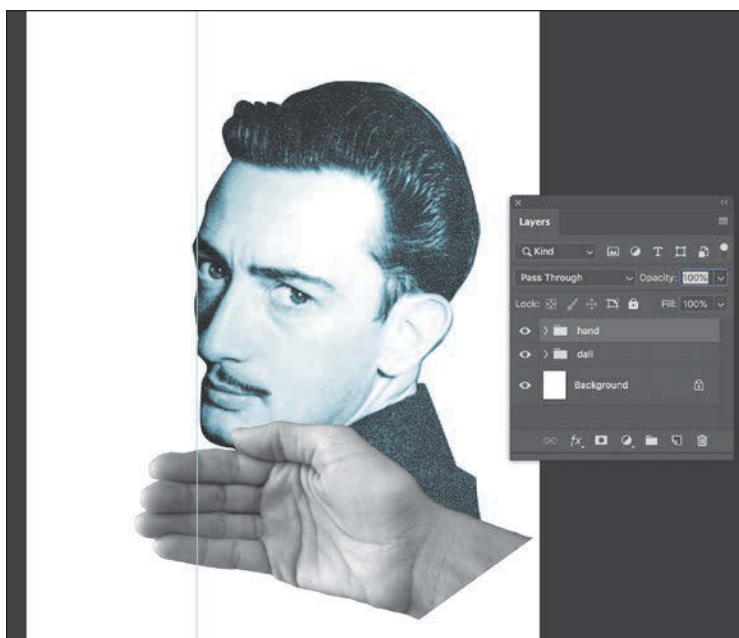 Layers
Kind
Pass Through Opacity: 100%
Lock: Fill: 100%
hand
dali
Background